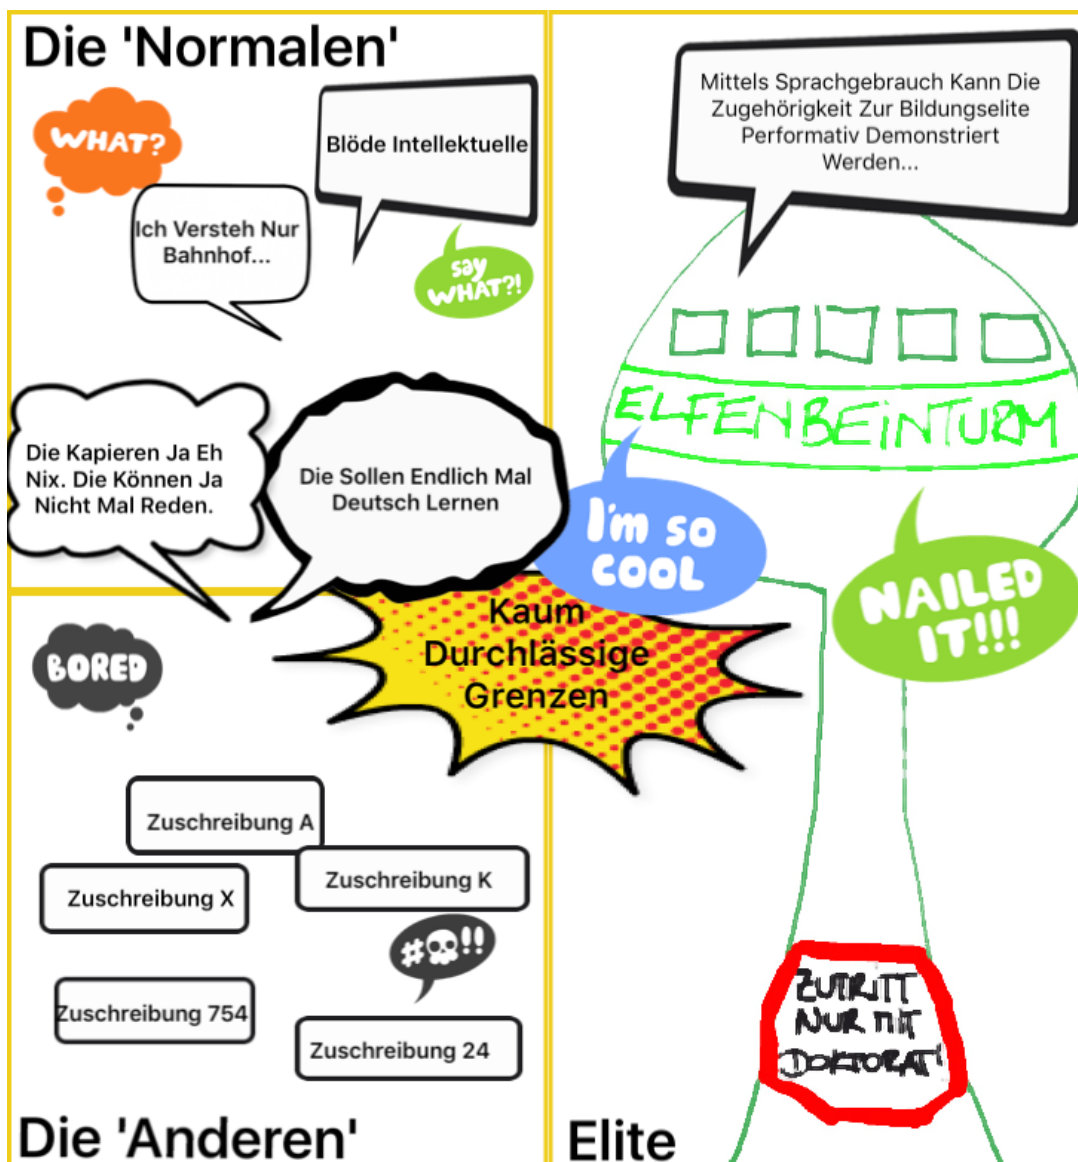 Die 'Normalen'
WHAT?
Blöde Intellektuelle
Ich Versteh Nur
Bahnhof...
say
WHAT?!
Die Kapieren Ja Eh
Nix. Die Können Ja
Nicht Mal Reden.
Die Sollen Endlich Mal
Deutsch Lernen
Mittels Sprachgebrauch Kann Die
Zugehörigkeit Zur Bildungselite
Performativ Demonstriert
Werden...
ELFENBEINTURM
I'm so
COOL
NAILED
IT!!!
Kaum
Durchlässige
Grenzen
BORED
Zuschreibung A
Zuschreibung K
Zuschreibung X
#☠!!
Zuschreibung 754
Zuschreibung 24
Die 'Anderen'
ZUTRITT
NUR MIT
DOKTORAT!
Elite